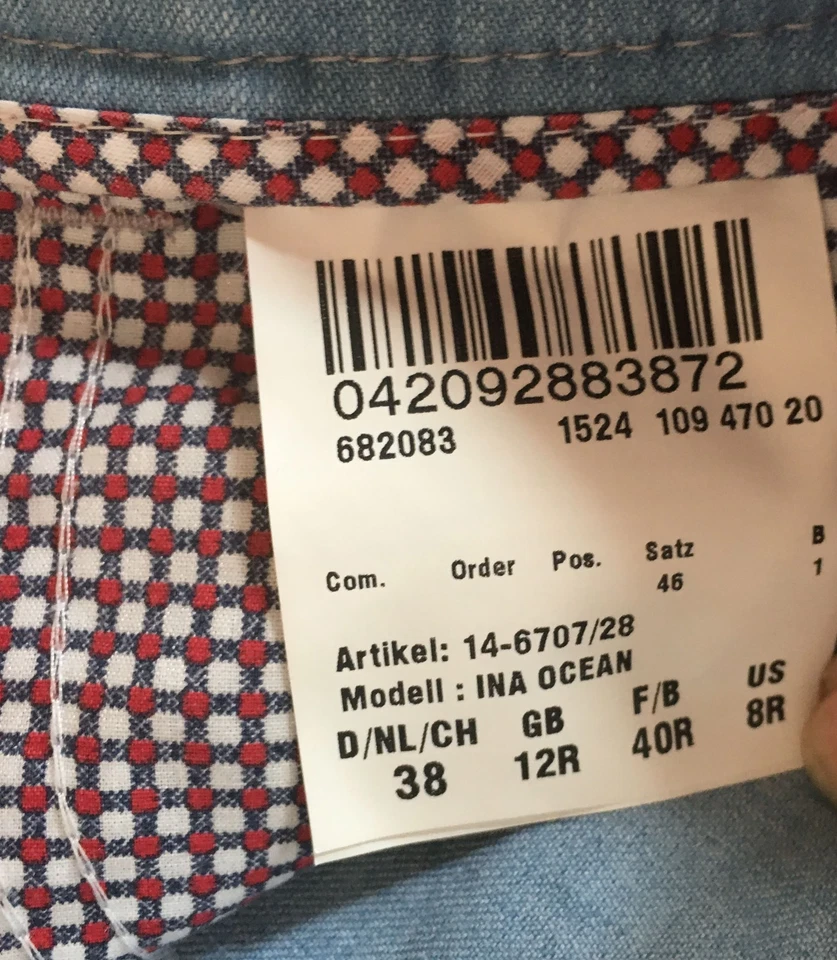 042092883872
682083 1524 109 470 20
Com. Order Pos. Satz B
46 1
Artikel: 14-6707/28
Modell : INA OCEAN
D/NL/CH GB F/B US
38 12R 40R 8R